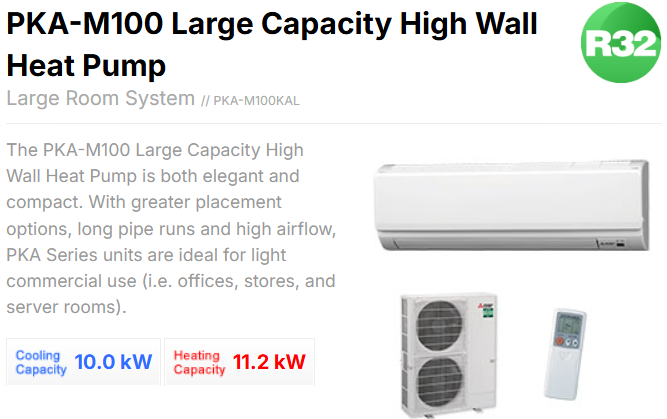 PKA-M100 Large Capacity High Wall
Heat Pump
R32
Large Room System // PKA-M100KAL
The PKA-M100 Large Capacity High
Wall Heat Pump is both elegant and
compact. With greater placement
options, long pipe runs and high airflow,
PKA Series units are ideal for light
commercial use (i.e. offices, stores, and
server rooms).
Cooling
Capacity 10.0 kW
Heating
Capacity 11.2 kW